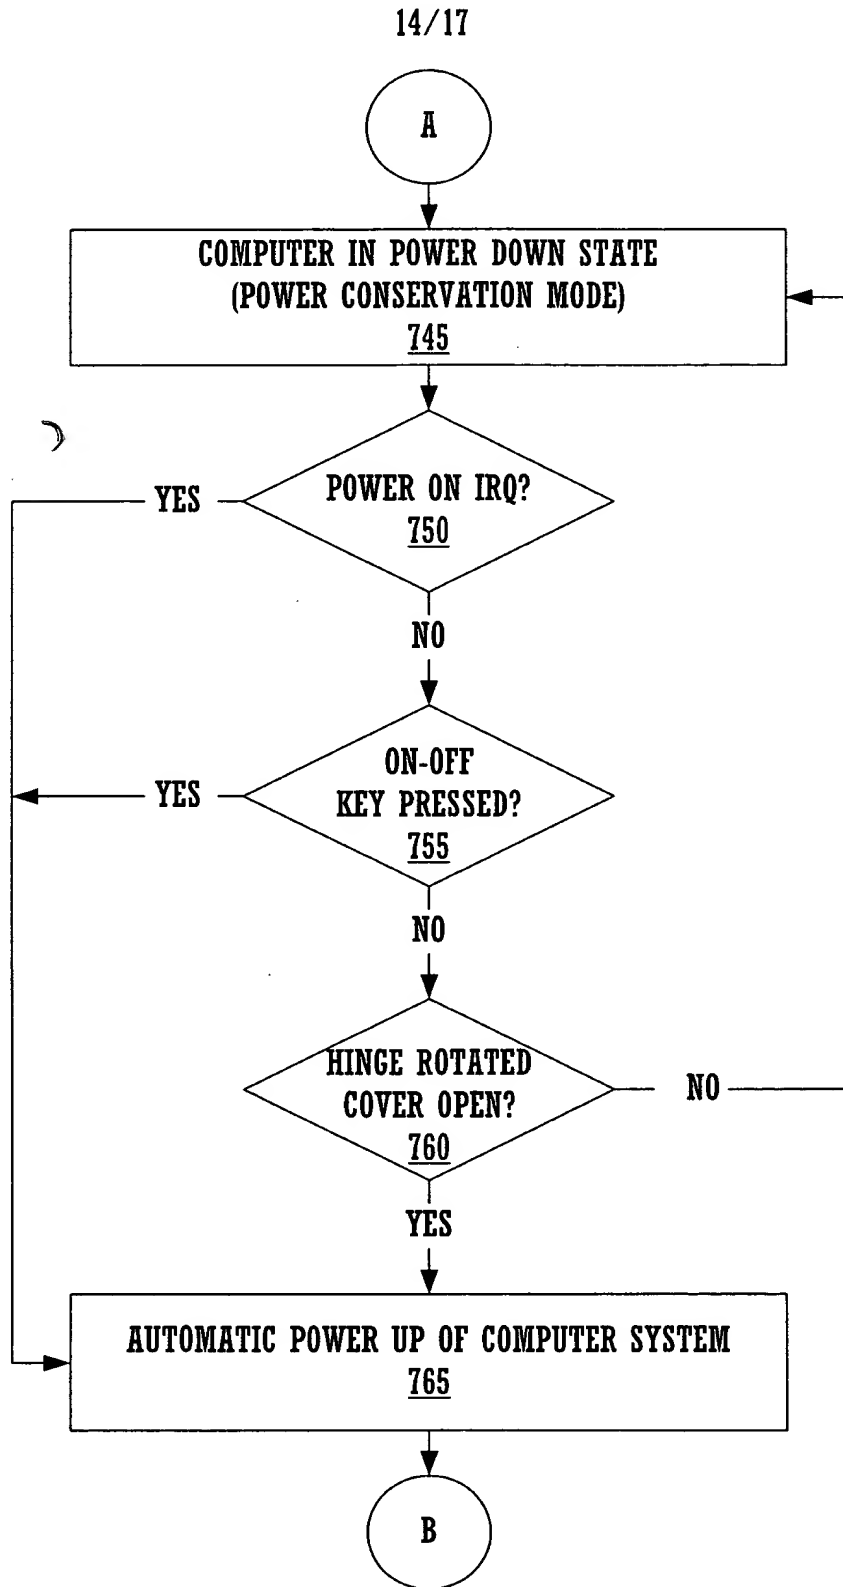 14/17
A
COMPUTER IN POWER DOWN STATE
(POWER CONSERVATION MODE)
745
POWER ON IRQ?
750
YES
NO
ON-OFF
KEY PRESSED?
755
YES
NO
HINGE ROTATED
COVER OPEN?
760
NO
YES
AUTOMATIC POWER UP OF COMPUTER SYSTEM
765
B